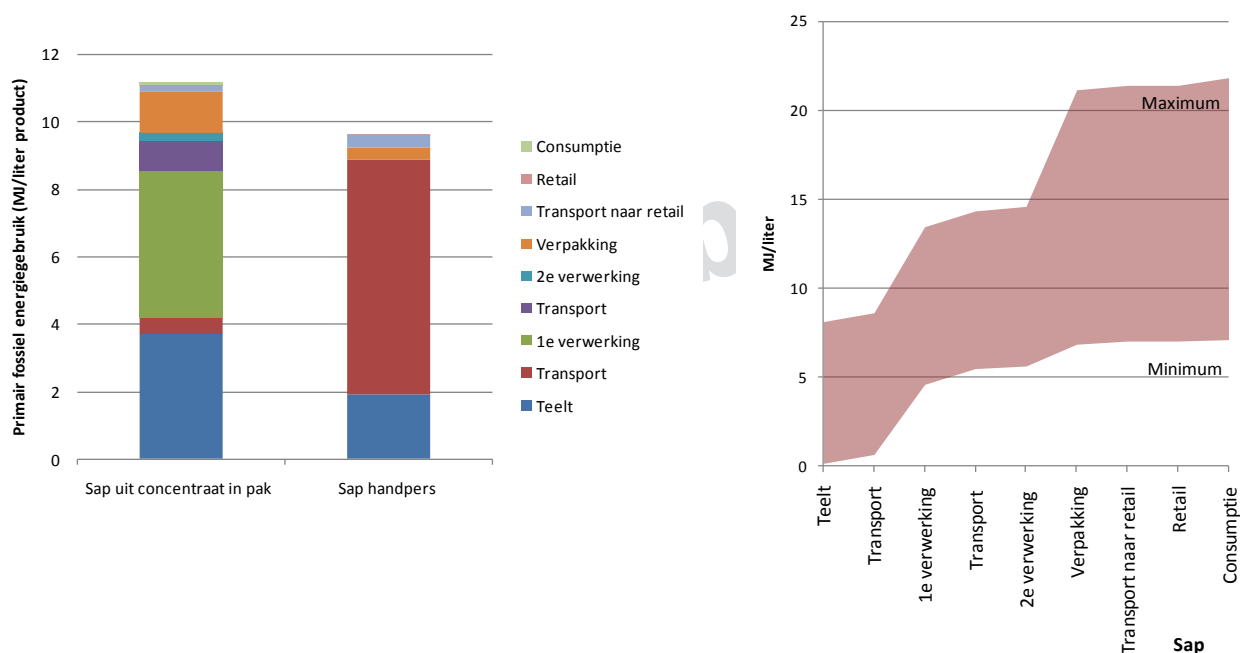 Primair fossiel energiegebruik (MJ/liter product)
12
10
8
6
4
2
0
Sap uit concentraat in pak
Sap handpers
Consumptie
Retail
Transport naar retail
Verpakking
2e verwerking
Transport
1e verwerking
Transport
Teelt
MJ/liter
25
20
15
10
5
0
Maximum
Minimum
Teelt
Transport
1e verwerking
Transport
2e verwerking
Verpakking
Transport naar retail
Retail
Consumptie
Sap